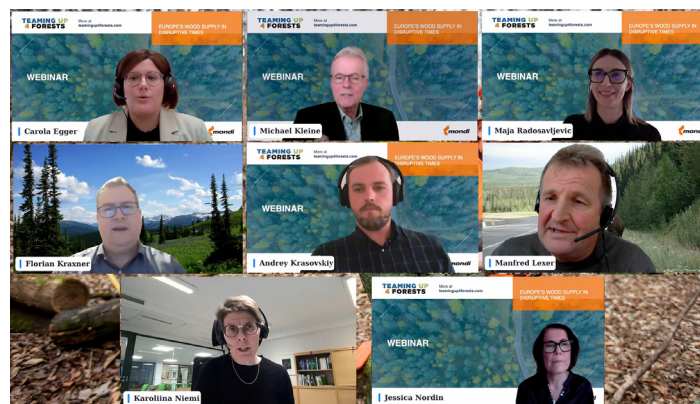 TEAMING UP
4 FORESTS
More at
teamingup4forests.com
EUROPE'S WOOD SUPPLY IN
DISRUPTIVE TIMES
WEBINAR
Carola Egger
mondi
TEAMING UP
4 FORESTS
More at
teamingup4forests.com
EUROPE'S WOOD SUPPLY IN
DISRUPTIVE TIMES
WEBINAR
Michael Kleine
mondi
TEAMING UP
4 FORESTS
More at
teamingup4forests.com
EUROPE'S WOOD SUPPLY IN
DISRUPTIVE TIMES
WEBINAR
Maja Radosavljevic
mondi
Florian Kraxner
TEAMING UP
4 FORESTS
More at
teamingup4forests.com
EUROPE'S WOOD SUPPLY IN
DISRUPTIVE TIMES
WEBINAR
Andrey Krasovskiy
mondi
Manfred Lexer
Karoliina Niemi
TEAMING UP
4 FORESTS
More at
teamingup4forests.com
EUROPE'S WOOD SUPPLY IN
DISRUPTIVE TIMES
WEBINAR
Jessica Nordin